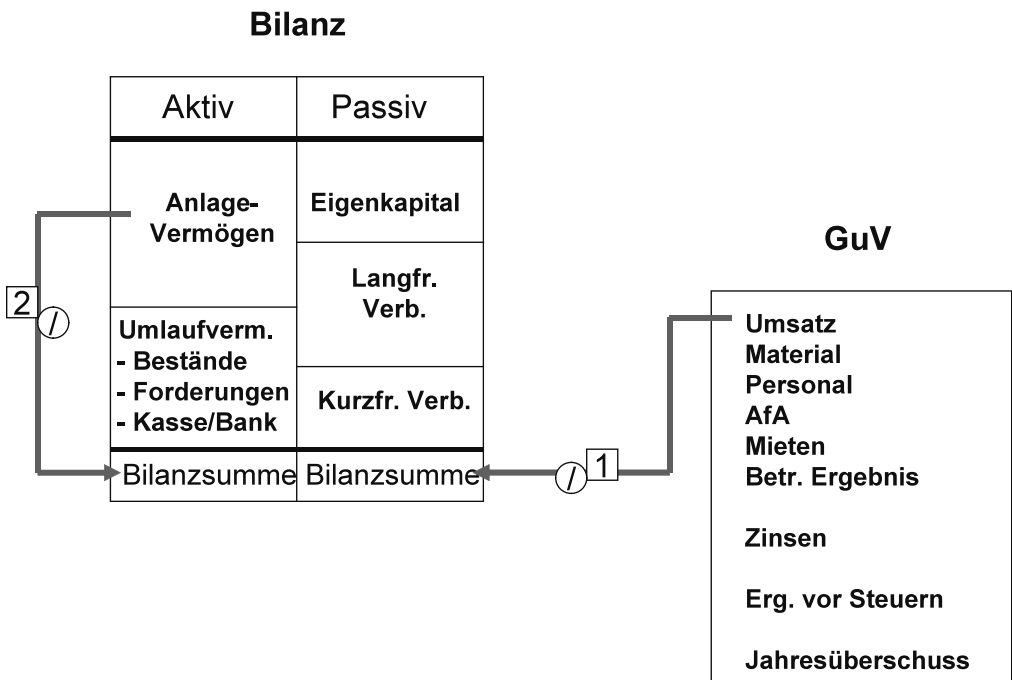 Bilanz
Aktiv
Passiv
Anlage-
Vermögen
Eigenkapital
Langfr.
Verb.
Umlaufverm.
- Bestände
- Forderungen
- Kasse/Bank
Kurzfr. Verb.
Bilanzsumme
Bilanzsumme
2
/
1
/
GuV
Umsatz
Material
Personal
AfA
Mieten
Betr. Ergebnis
Zinsen
Erg. vor Steuern
Jahresüberschuss